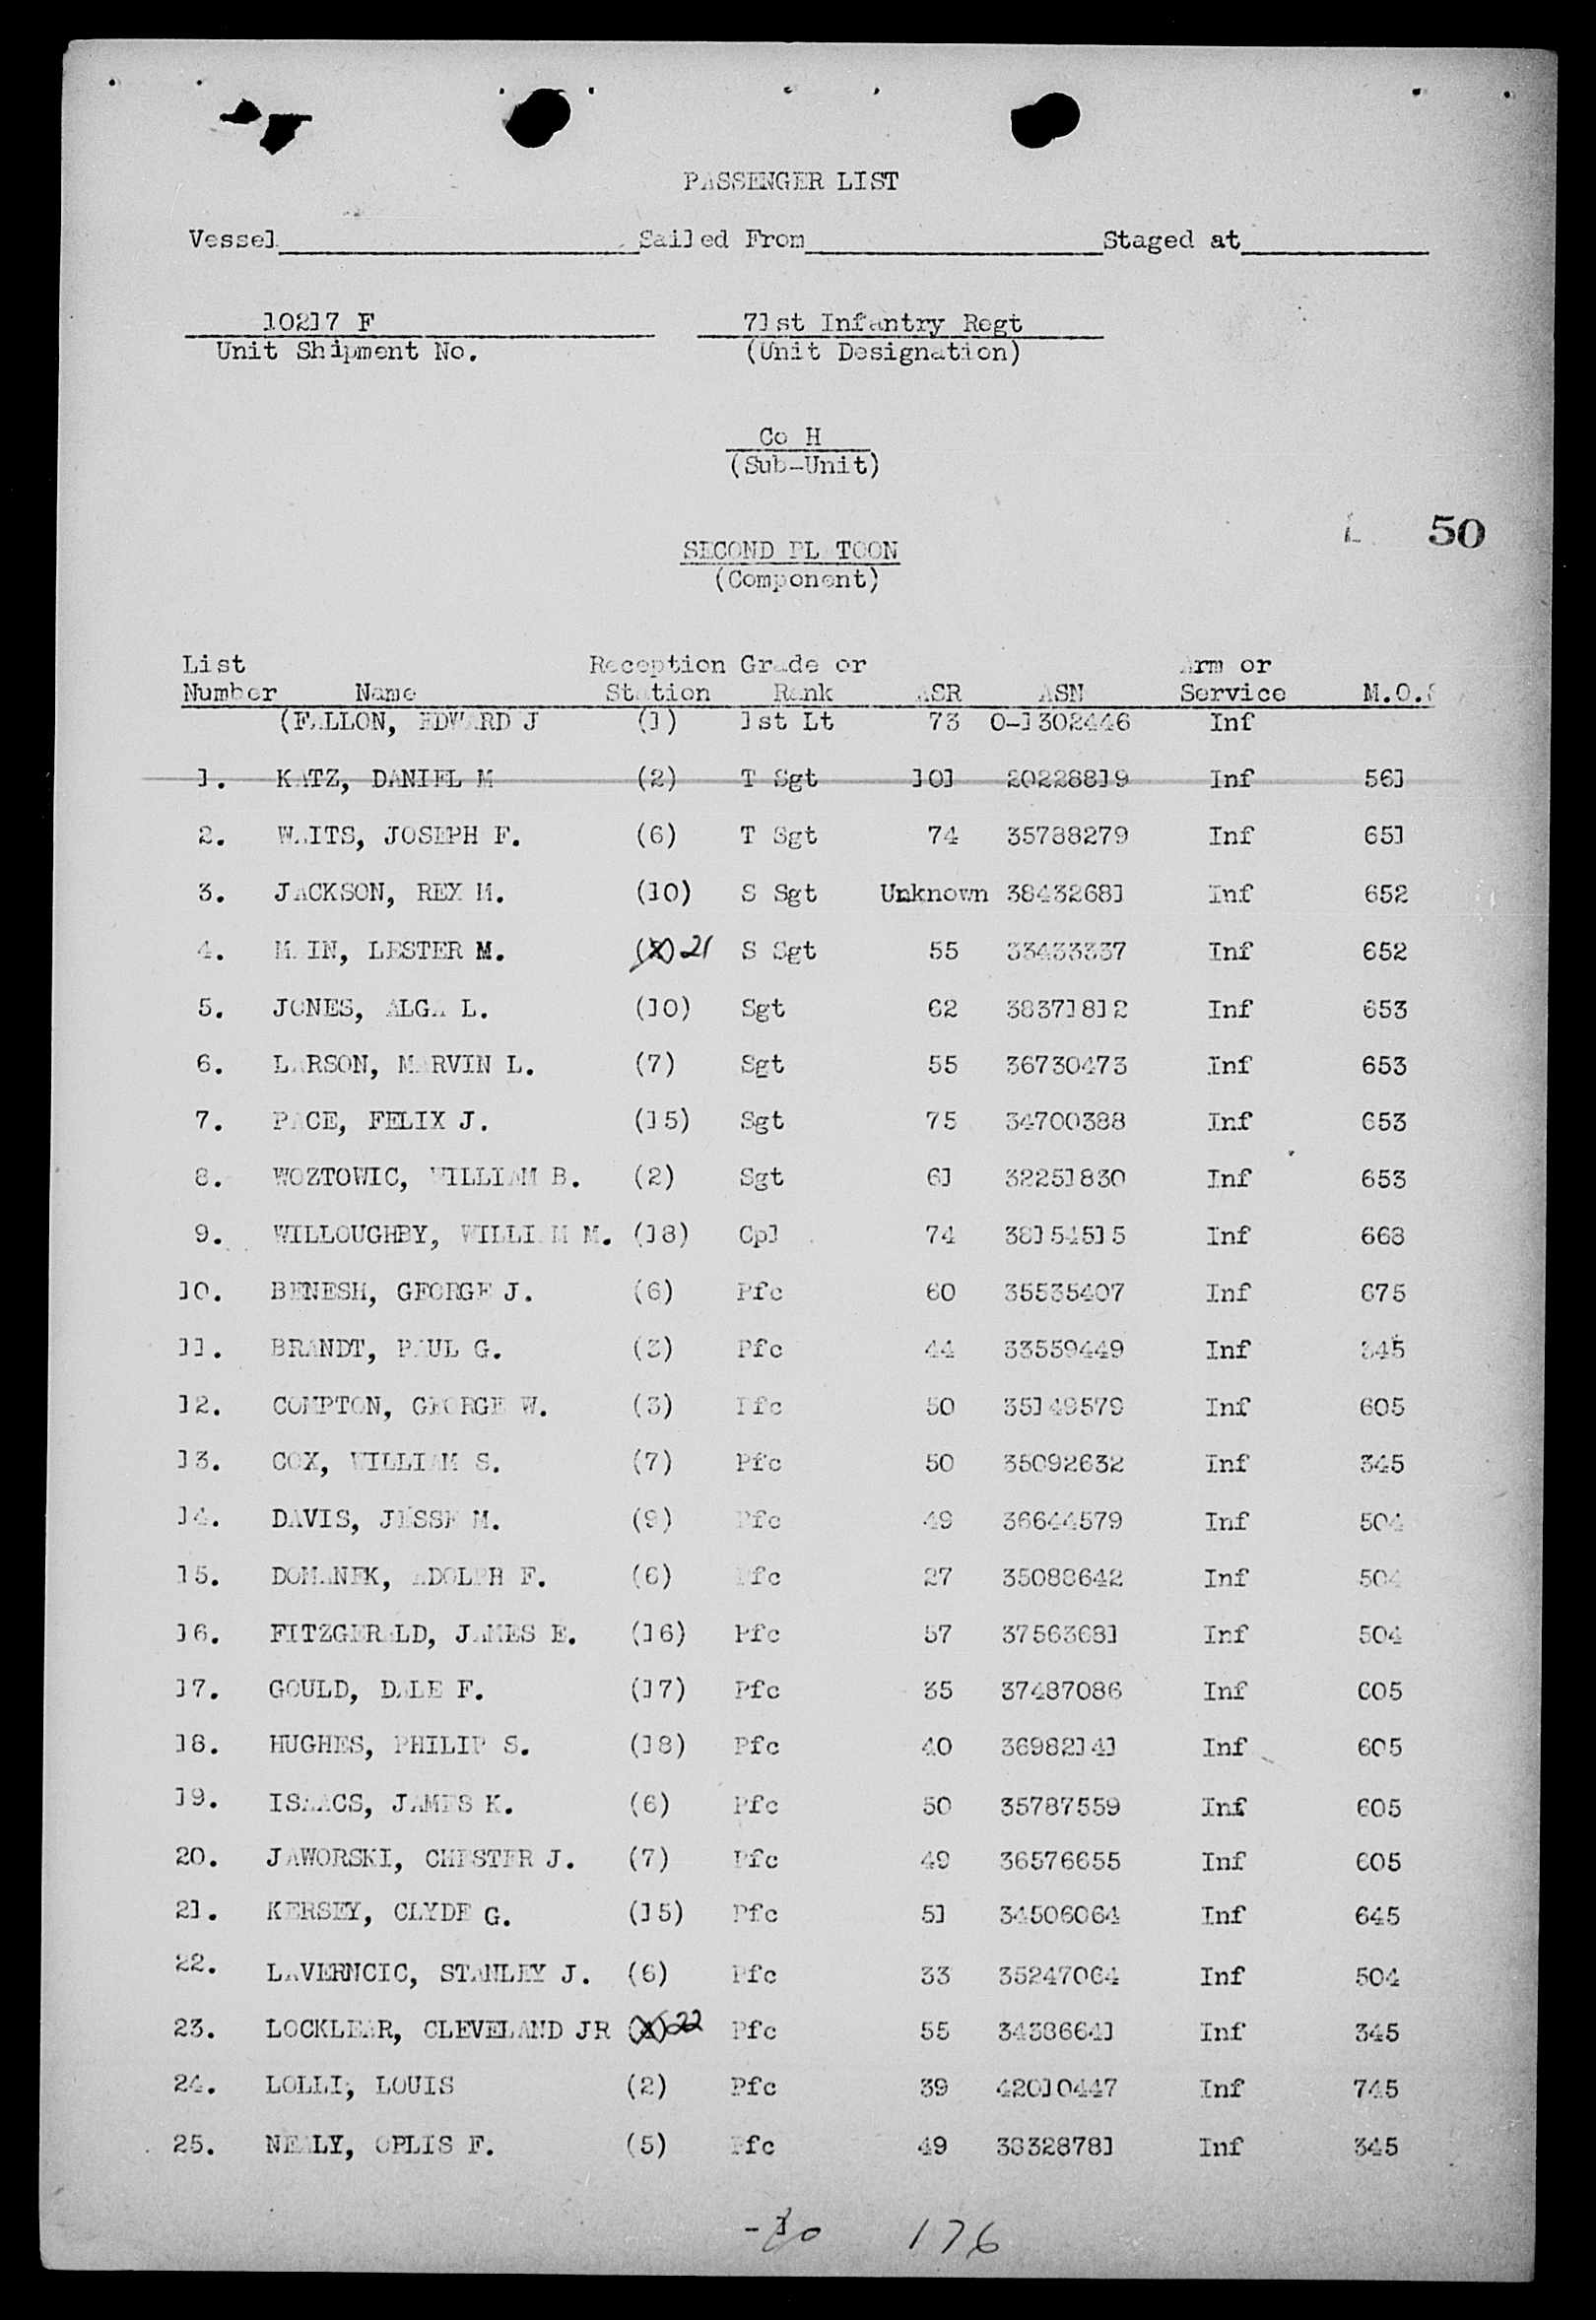 PASSENGER LIST
Vessel Sailed From Staged at
10217 F 71st Infantry Regt
Unit Shipment No. (Unit Designation)
Co H
(Sub-Unit)
50
SECOND PLATOON
(Component)
List Reception Grade or Arm or
Number Name Station Rank ASR ASN Service M.O.S
(FALLON, EDWARD J (1) 1st Lt 73 O-1302446 Inf
1. KATZ, DANIEL M (2) T Sgt 101 20228819 Inf 561
2. WAITS, JOSEPH F. (6) T Sgt 74 35788279 Inf 651
3. JACKSON, REX M. (10) S Sgt Unknown 38432681 Inf 652
4. MAIN, LESTER M. 21 S Sgt 55 33433337 Inf 652
5. JONES, ALGA L. (10) Sgt 62 38371812 Inf 653
6. LARSON, MARVIN L. (7) Sgt 55 36730473 Inf 653
7. PACE, FELIX J. (15) Sgt 75 34700388 Inf 653
8. WOZTOWIC, WILLIAM B. (2) Sgt 61 32251830 Inf 653
9. WILLOUGHBY, WILLIAM M. (18) Cpl 74 38154515 Inf 668
10. BENESH, GEORGE J. (6) Pfc 60 35535407 Inf 675
11. BRANDT, PAUL G. (3) Pfc 44 33559449 Inf 345
12. COMPTON, GEORGE W. (3) Pfc 50 35149579 Inf 605
13. COX, WILLIAM S. (7) Pfc 50 35092632 Inf 345
14. DAVIS, JESSE M. (9) Pfc 49 36644579 Inf 504
15. DOMANEK, ADOLPH F. (6) Pfc 27 35088642 Inf 504
16. FITZGERALD, JAMES E. (16) Pfc 57 37563681 Inf 504
17. GOULD, DALE F. (17) Pfc 35 37487086 Inf 605
18. HUGHES, PHILIP S. (18) Pfc 40 36982141 Inf 605
19. ISAACS, JAMES K. (6) Pfc 50 35787559 Inf 605
20. JAWORSKI, CHESTER J. (7) Pfc 49 36576655 Inf 605
21. KERSEY, CLYDE G. (15) Pfc 51 34506064 Inf 645
22. LAVERNCIC, STANLEY J. (6) Pfc 33 35247064 Inf 504
23. LOCKLEAR, CLEVELAND JR 22 Pfc 55 34386641 Inf 345
24. LOLLI, LOUIS (2) Pfc 39 42010447 Inf 745
25. NEALY, OPLIS F. (5) Pfc 49 38328781 Inf 345
176